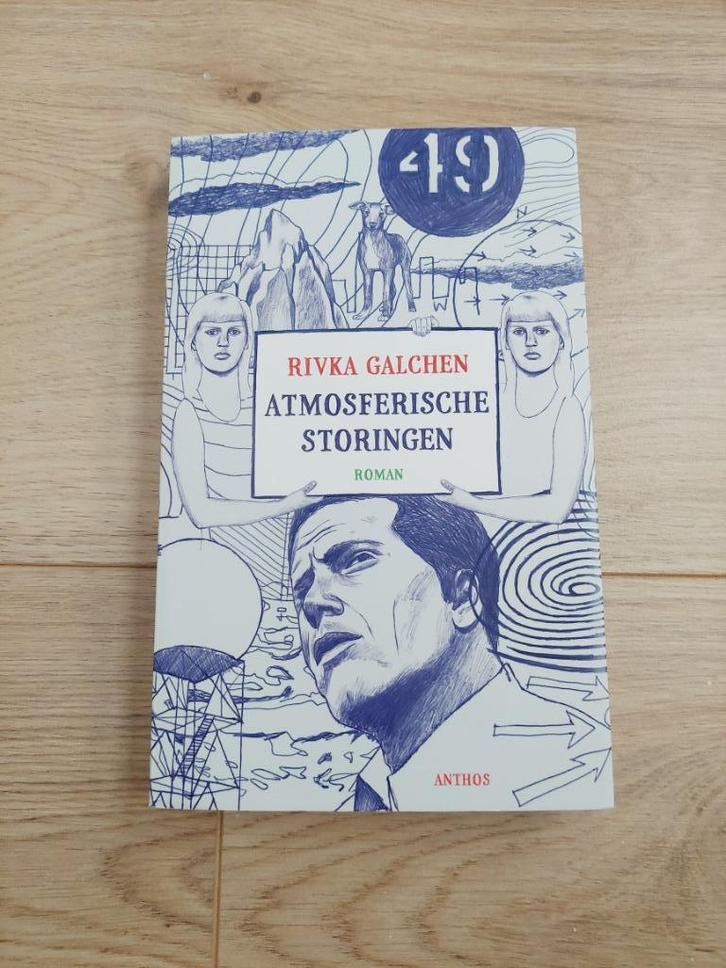 49
N
RIVKA GALCHEN
ATMOSFERISCHE
STORINGEN
ROMAN
ANTHOS